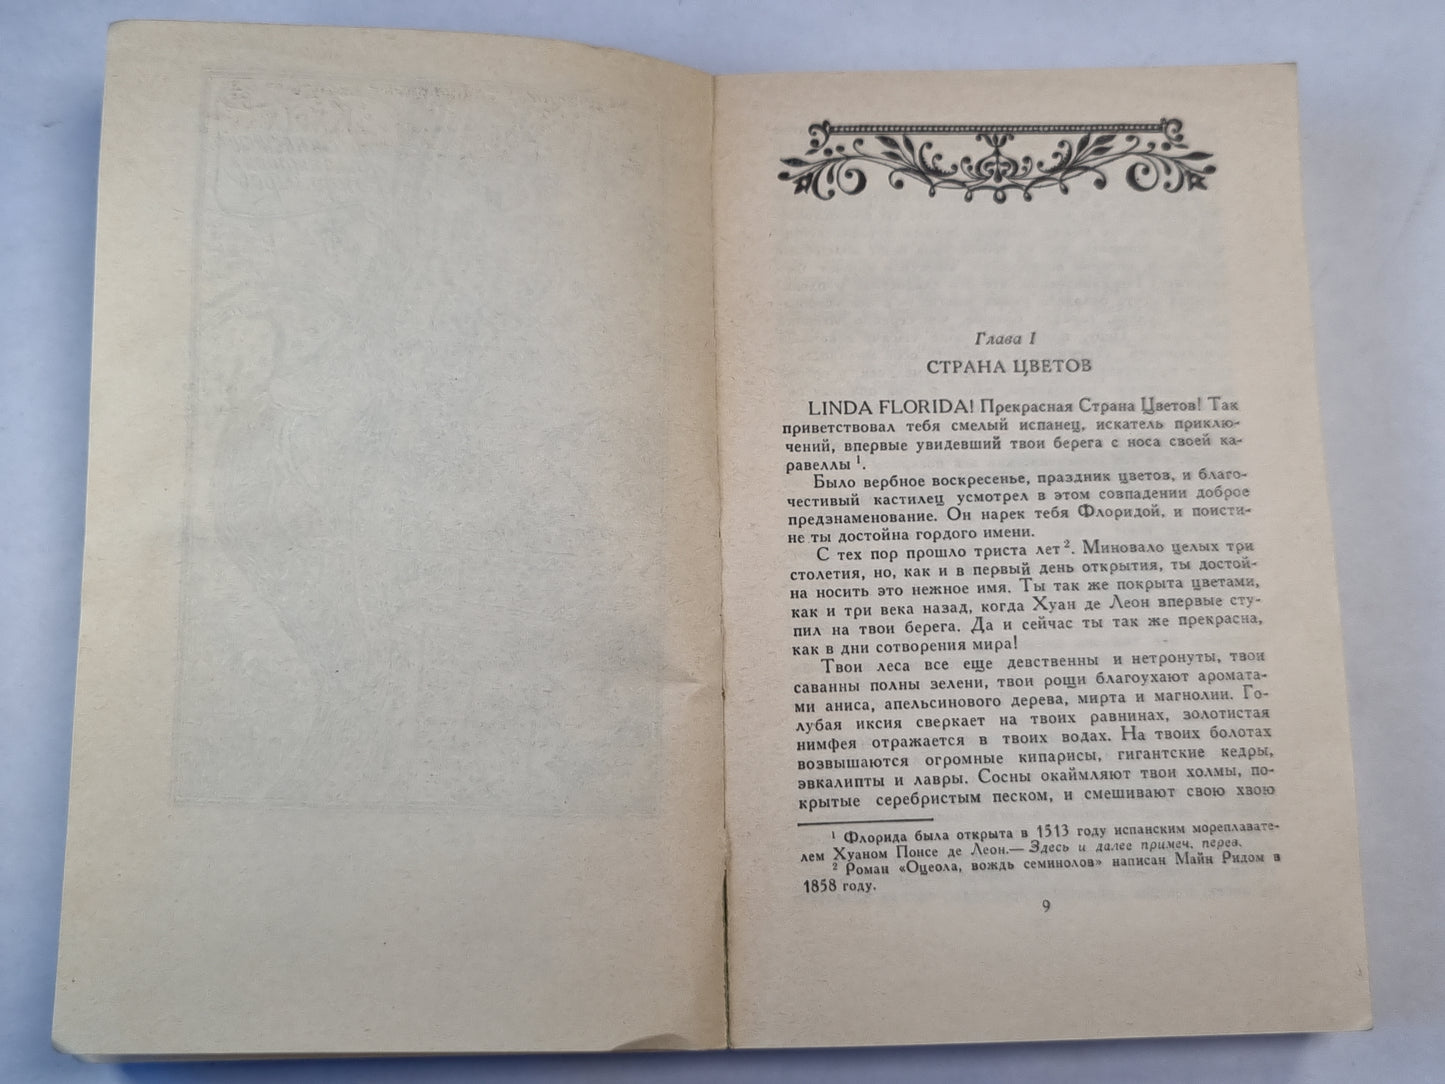 Глава I
СТРАНА ЦВЕТОВ
LINDA FLORIDA! Прекрасная Страна Цветов! Так
приветствовал тебя смелый испанец, искатель приклю-
чений, впервые увидевший твои берега с носа своей ка-
равеллы ¹.
Было вербное воскресенье, праздник цветов, и благо-
честивый кастилец усмотрел в этом совпадении доброе
предзнаменование. Он нарек тебя Флоридой, и поисти-
не ты достойна гордого имени.
С тех пор прошло триста лет ². Миновало целых три
столетия, но, как и в первый день открытия, ты достой-
на носить это нежное имя. Ты так же покрыта цветами,
как и три века назад, когда Хуан де Леон впервые сту-
пил на твои берега. Да и сейчас ты так же прекрасна,
как в дни сотворения мира!
Твои леса все еще девственны и нетронуты, твои
саванны полны зелени, твои рощи благоухают аромата-
ми аниса, апельсинового дерева, мирта и магнолии. Го-
лубая иксия сверкает на твоих равнинах, золотистая
нимфея отражается в твоих водах. На твоих болотах
возвышаются огромные кипарисы, гигантские кедры,
эвкалипты и лавры. Сосны окаймляют твои холмы, по-
крытые серебристым песком, и смешивают свою хвою
¹ Флорида была открыта в 1513 году испанским мореплавате-
лем Хуаном Понсе де Леон.— Здесь и далее примеч. перев.
² Роман «Оцеола, вождь семинолов» написан Майн Ридом в
1858 году.
9